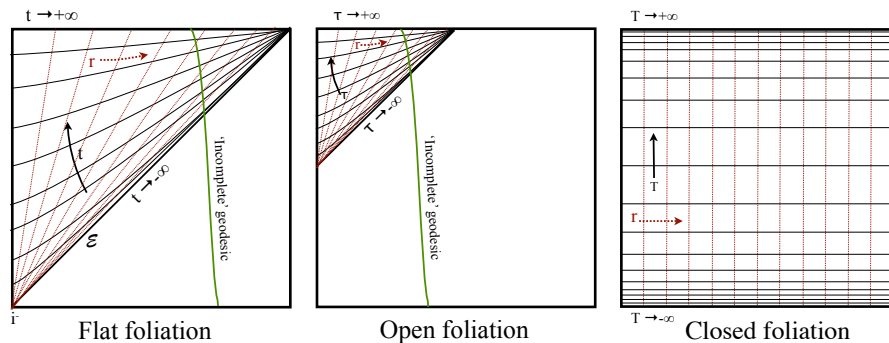 t → +∞
r
t
t → -∞
ε
'Incomplete' geodesic
i⁻
Flat foliation
τ → +∞
r
τ
τ → -∞
'Incomplete' geodesic
Open foliation
T → +∞
T
r
T → -∞
Closed foliation